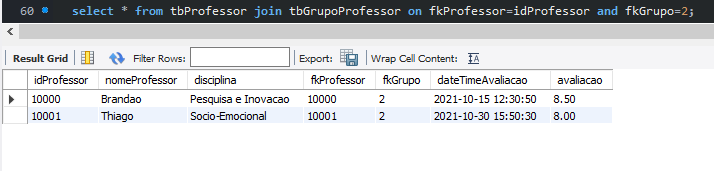 60 select * from tbProfessor join tbGrupoProfessor on fkProfessor=idProfessor and fkGrupo=2;
Result Grid Filter Rows: Export: Wrap Cell Content:
idProfessor nomeProfessor disciplina fkProfessor fkGrupo dateTimeAvaliacao avaliacao
10000 Brandao Pesquisa e Inovacao 10000 2 2021-10-15 12:30:50 8.50
10001 Thiago Socio-Emocional 10001 2 2021-10-30 15:50:30 8.00